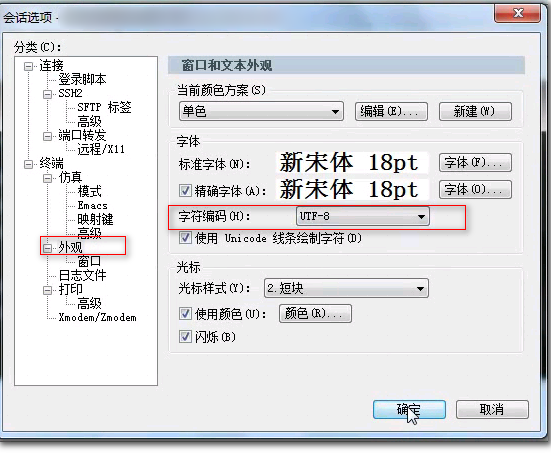 会话选项 -
分类(C):
连接
登录脚本
SSH2
SFTP 标签
高级
端口转发
远程/X11
终端
仿真
模式
Emacs
映射键
高级
外观
窗口
日志文件
打印
高级
Xmodem/Zmodem
窗口和文本外观
当前颜色方案(S)
单色 编辑(E)... 新建(W)
字体
标准字体(N): 新宋体 18pt 字体(F)...
精确字体(A): 新宋体 18pt 字体(O)...
字符编码(H): UTF-8
使用 Unicode 线条绘制字符(D)
光标
光标样式(Y): 2.短块
使用颜色(U): 颜色(R)...
闪烁(B)
确定 取消